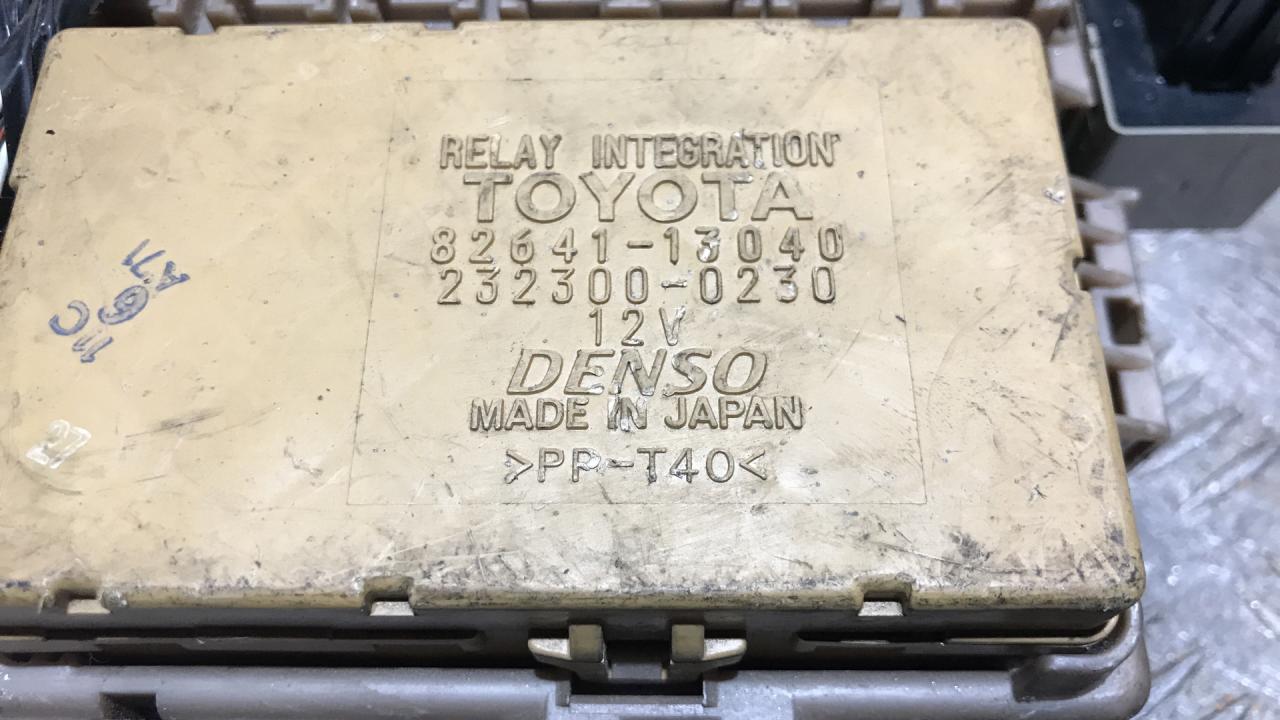 RELAY INTEGRATION
TOYOTA
82641-13040
232300-0230
12V
DENSO
MADE IN JAPAN
>PP-T40<